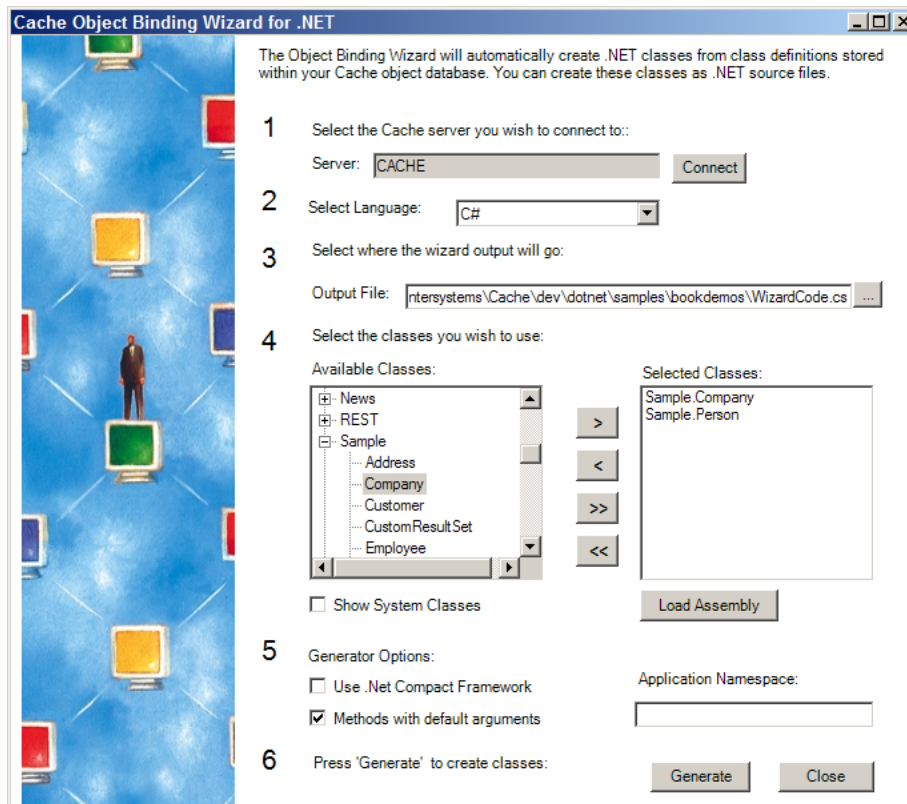 Cache Object Binding Wizard for .NET
The Object Binding Wizard will automatically create .NET classes from class definitions stored
within your Cache object database. You can create these classes as .NET source files.
1 Select the Cache server you wish to connect to::
Server: CACHE Connect
2 Select Language: C#
3 Select where the wizard output will go:
Output File: ntersystems\Cache\dev\dotnet\samples\bookdemos\WizardCode.cs ...
4 Select the classes you wish to use:
Available Classes:
News
REST
Sample
Address
Company
Customer
CustomResultSet
Employee
Show System Classes
>
<
>>
<<
Selected Classes:
Sample.Company
Sample.Person
Load Assembly
5 Generator Options:
Use .Net Compact Framework
Methods with default arguments
Application Namespace:
6 Press 'Generate' to create classes:
Generate Close